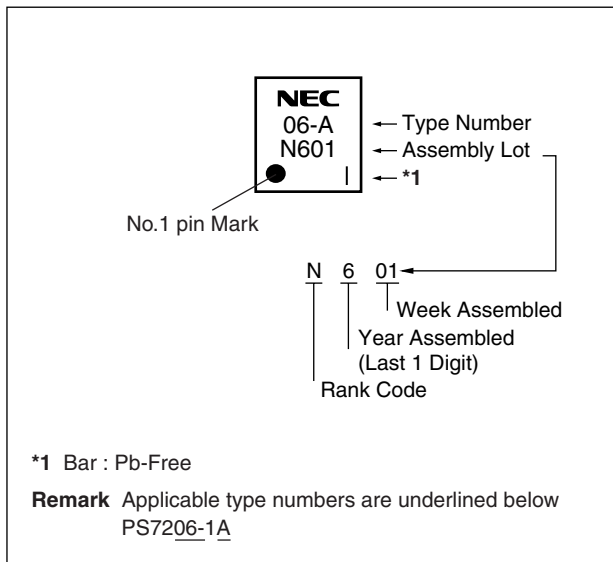 NEC
06-A
N601
Type Number
Assembly Lot
*1
No.1 pin Mark
N 6 01
Week Assembled
Year Assembled
(Last 1 Digit)
Rank Code
*1 Bar : Pb-Free
Remark Applicable type numbers are underlined below
PS7206-1A